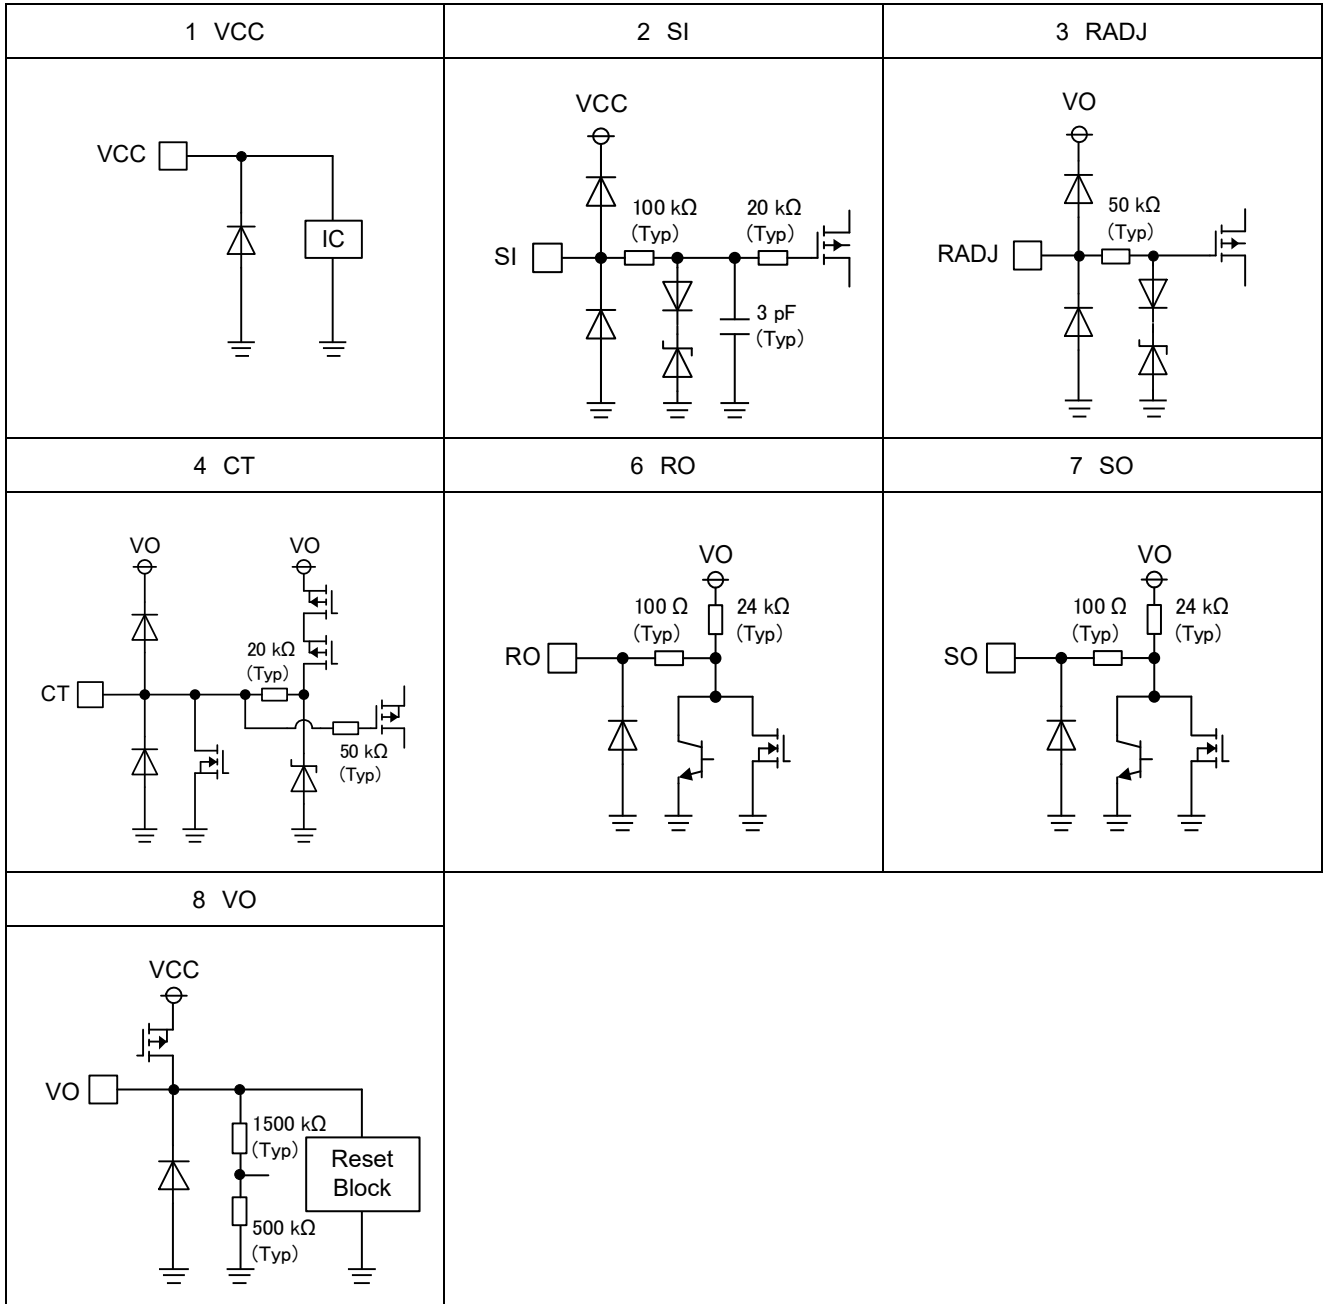 1 VCC
2 SI
3 RADJ
VCC
IC
VCC
SI
100 kΩ
(Typ)
20 kΩ
(Typ)
3 pF
(Typ)
VO
RADJ
50 kΩ
(Typ)
4 CT
6 RO
7 SO
VO
VO
CT
20 kΩ
(Typ)
50 kΩ
(Typ)
VO
RO
100 Ω
(Typ)
24 kΩ
(Typ)
VO
SO
100 Ω
(Typ)
24 kΩ
(Typ)
8 VO
VCC
VO
1500 kΩ
(Typ)
500 kΩ
(Typ)
Reset
Block